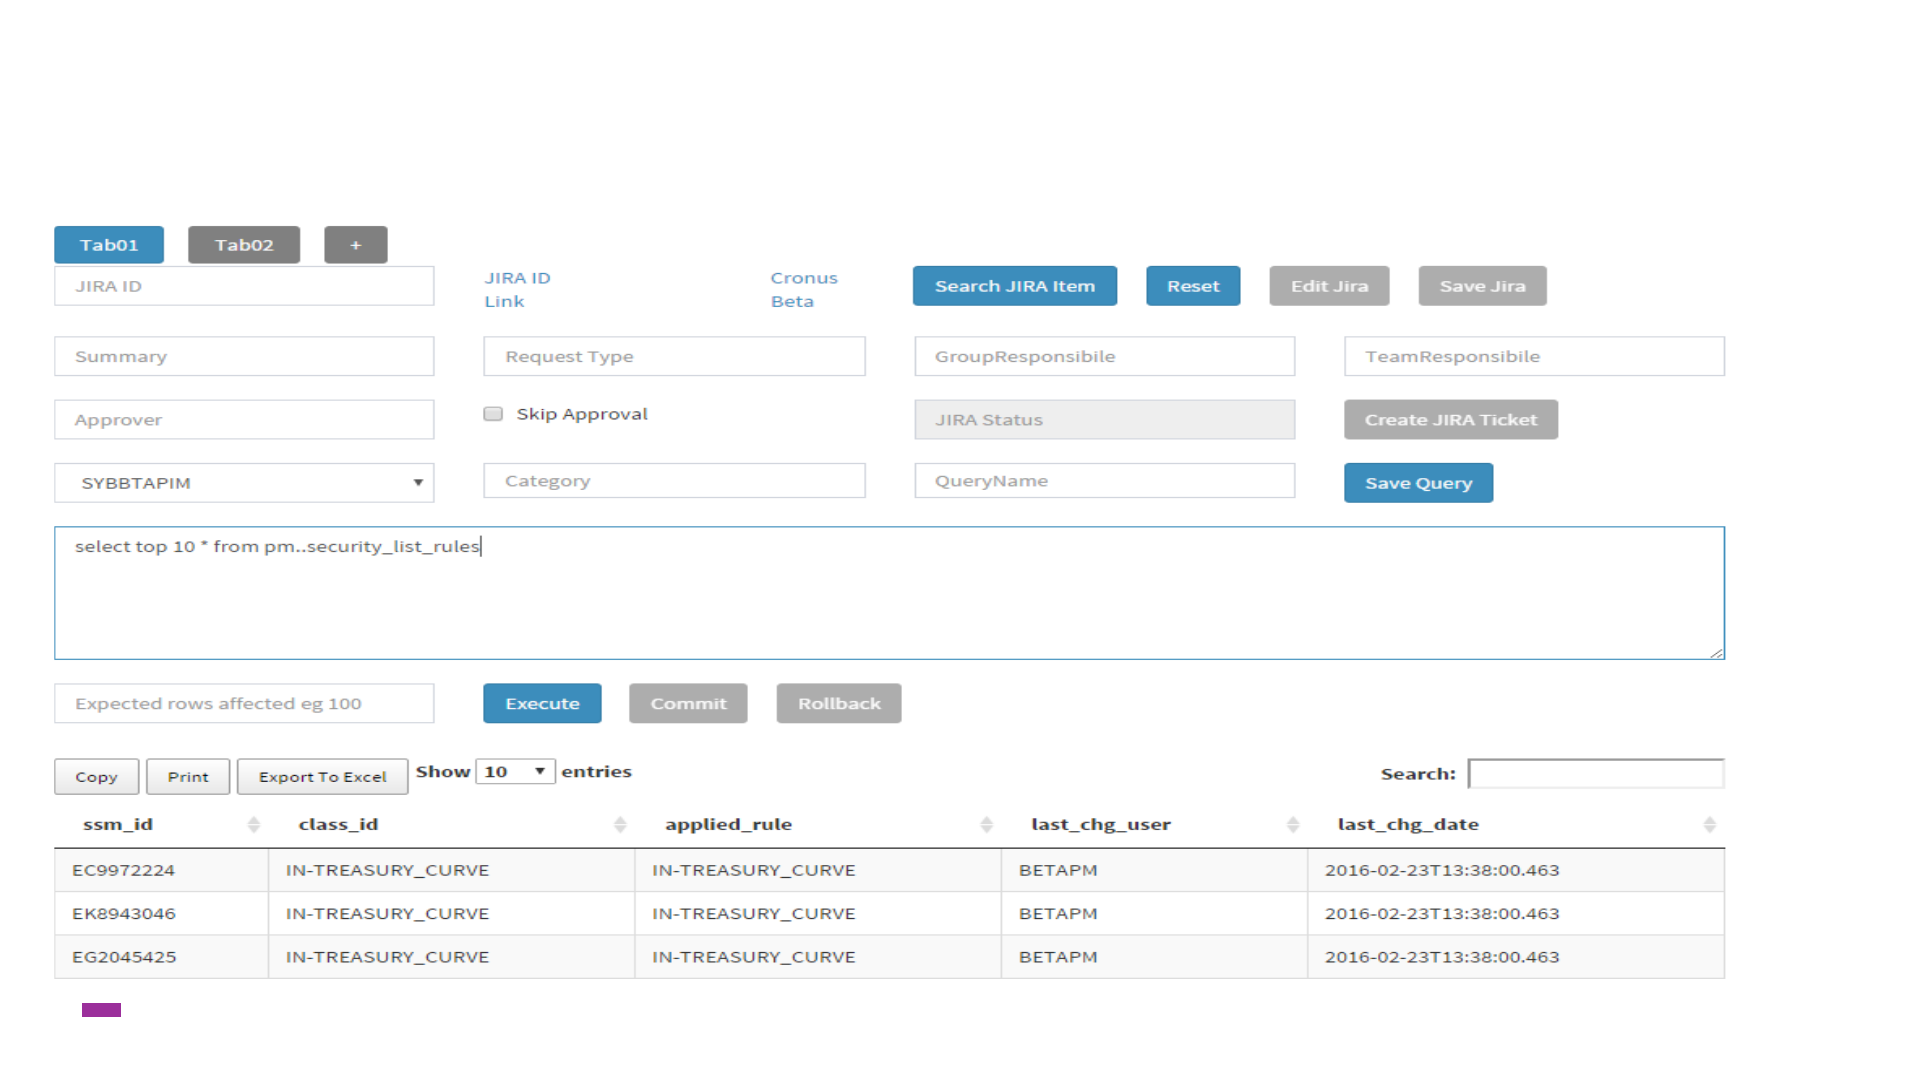 Tab01 Tab02 +
JIRA ID JIRA ID Cronus Search JIRA Item Reset Edit Jira Save Jira
Link Beta
Summary Request Type GroupResponsibile TeamResponsibile
Approver Skip Approval JIRA Status Create JIRA Ticket
SYBBTAPIM Category QueryName Save Query
select top 10 * from pm..security_list_rules
Expected rows affected eg 100 Execute Commit Rollback
Copy Print Export To Excel Show 10 entries Search:
ssm_id class_id applied_rule last_chg_user last_chg_date
EC9972224 IN-TREASURY_CURVE IN-TREASURY_CURVE BETAPM 2016-02-23T13:38:00.463
EK8943046 IN-TREASURY_CURVE IN-TREASURY_CURVE BETAPM 2016-02-23T13:38:00.463
EG2045425 IN-TREASURY_CURVE IN-TREASURY_CURVE BETAPM 2016-02-23T13:38:00.463